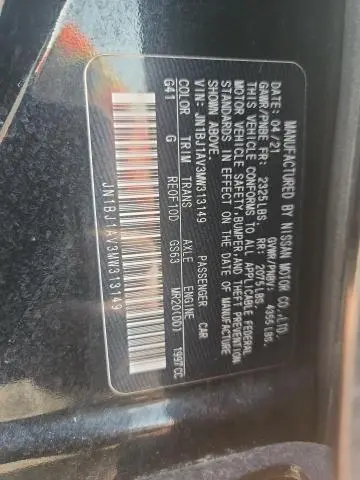 MANUFACTURED BY NISSAN MOTOR CO.,LTD.
DATE: 04/21 GVWR/PNBV: 4355LBS.
GAWR/PNBE FR: 2325LBS. RR: 2075LBS.
THIS VEHICLE CONFORMS TO ALL APPLICABLE FEDERAL
MOTOR VEHICLE SAFETY,BUMPER,AND THEFT PREVENTION
STANDARDS IN EFFECT ON THE DATE OF MANUFACTURE
SHOWN ABOVE.
VIN: JN1BJ1AV3MW313149 PASSENGER CAR
COLOR TRIM TRANS AXLE ENGINE
G41 G RE0F10D GS63 MR20(DD) 1997CC
JN1BJ1AV3MW313149